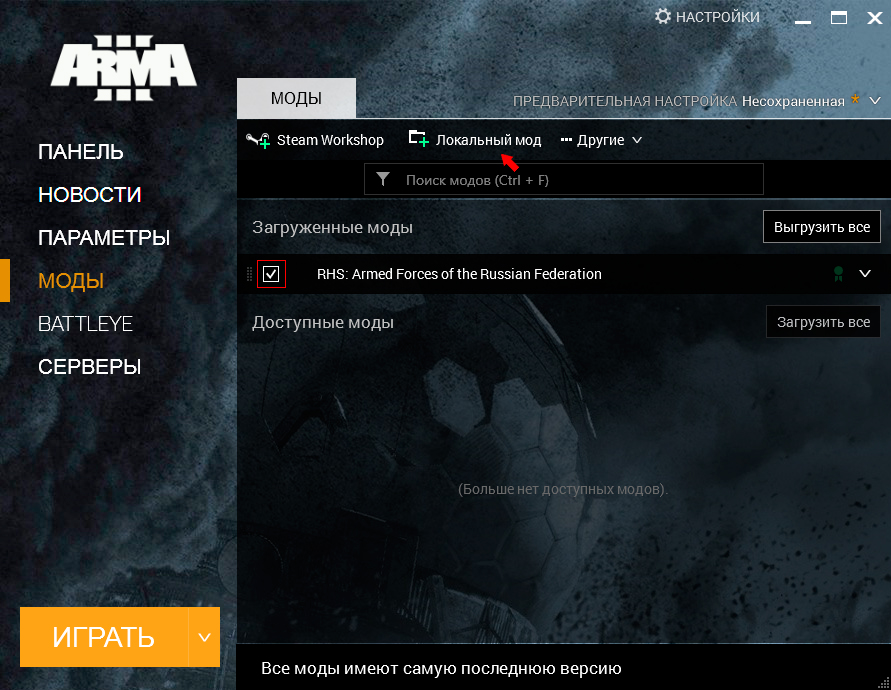 НАСТРОЙКИ
ARMA III
МОДЫ
ПРЕДВАРИТЕЛЬНАЯ НАСТРОЙКА Несохраненная *
Steam Workshop Локальный мод ··· Другие
Поиск модов (Ctrl + F)
ПАНЕЛЬ
НОВОСТИ
ПАРАМЕТРЫ
МОДЫ
BATTLEYE
СЕРВЕРЫ
Загруженные моды Выгрузить все
RHS: Armed Forces of the Russian Federation
Доступные моды Загрузить все
(Больше нет доступных модов).
ИГРАТЬ
Все моды имеют самую последнюю версию